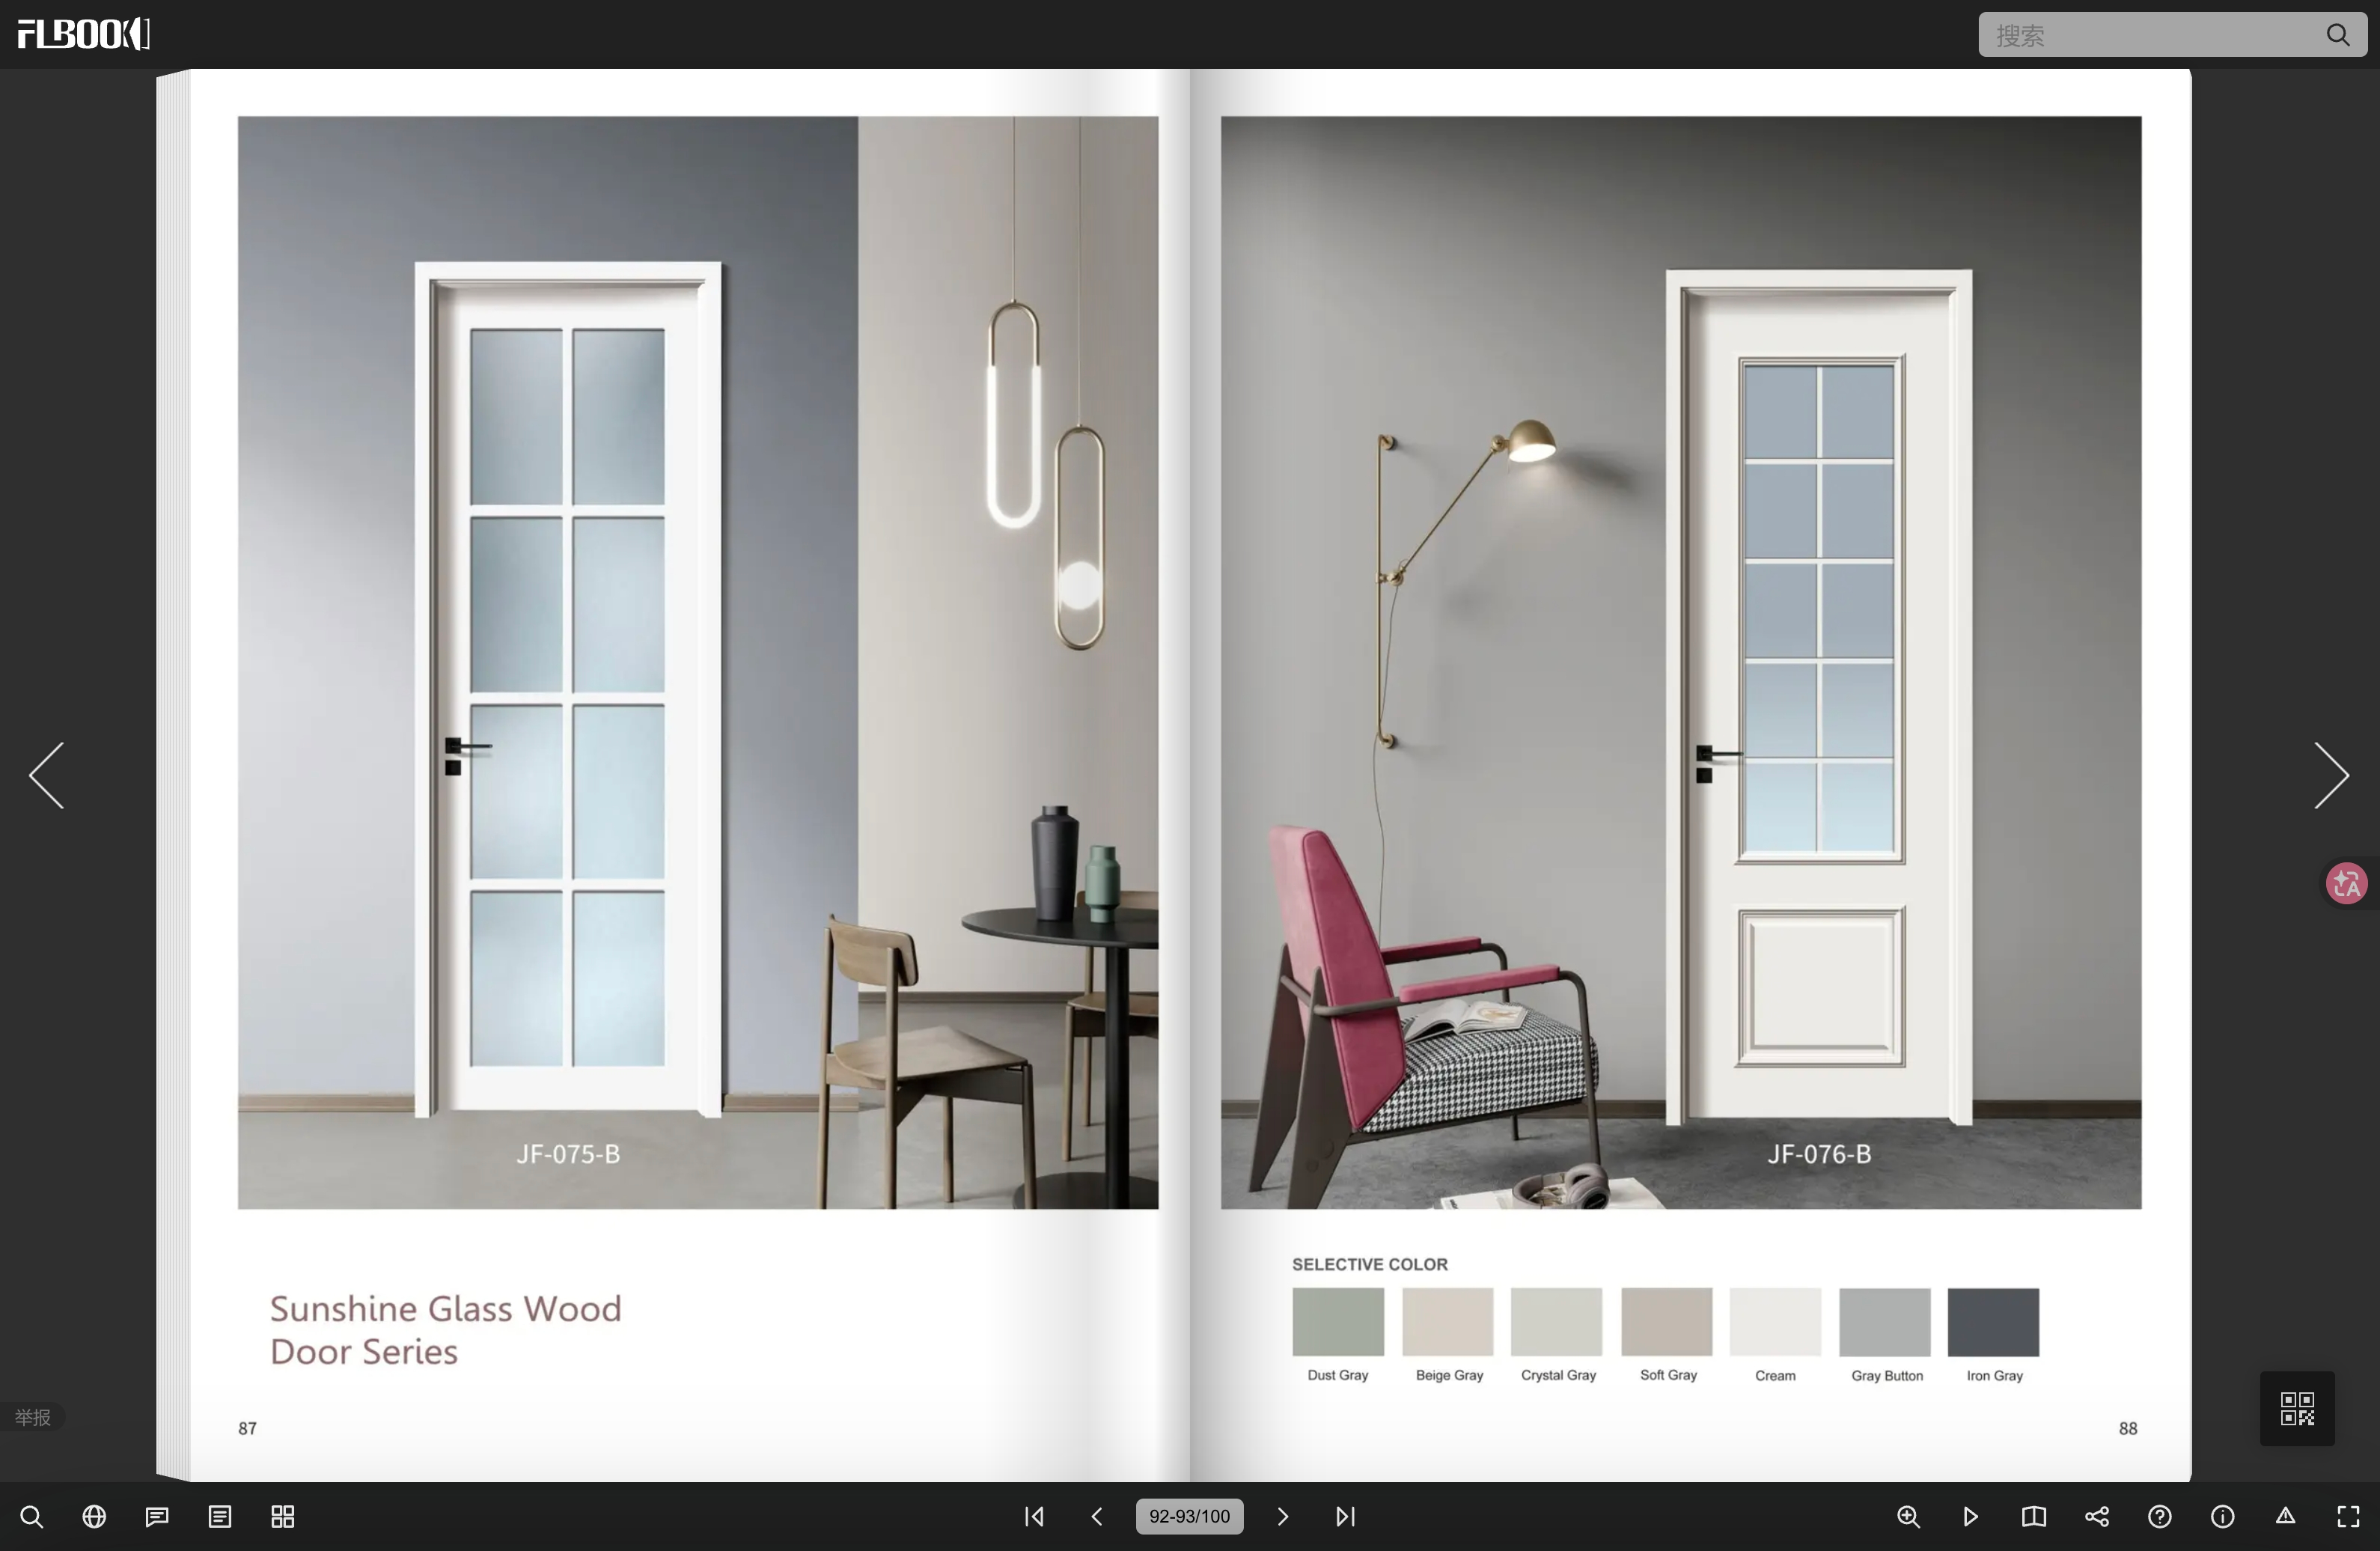 FLBOOK
搜索
JF-075-B
JF-076-B
Sunshine Glass Wood
Door Series
SELECTIVE COLOR
Dust Gray
Beige Gray
Crystal Gray
Soft Gray
Cream
Gray Button
Iron Gray
举报
87
88
92-93/100